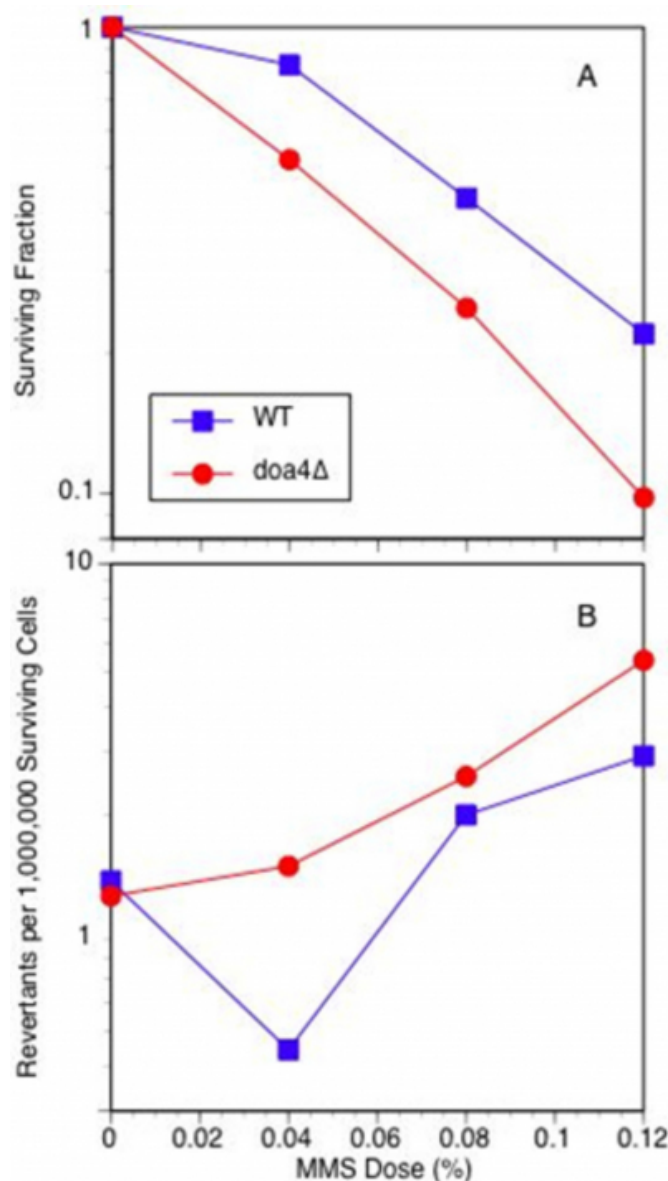 1
A
Surviving Fraction
WT
doa4Δ
0.1
10
B
Revertants per 1,000,000 Surviving Cells
1
0 0.02 0.04 0.06 0.08 0.1 0.12
MMS Dose (%)